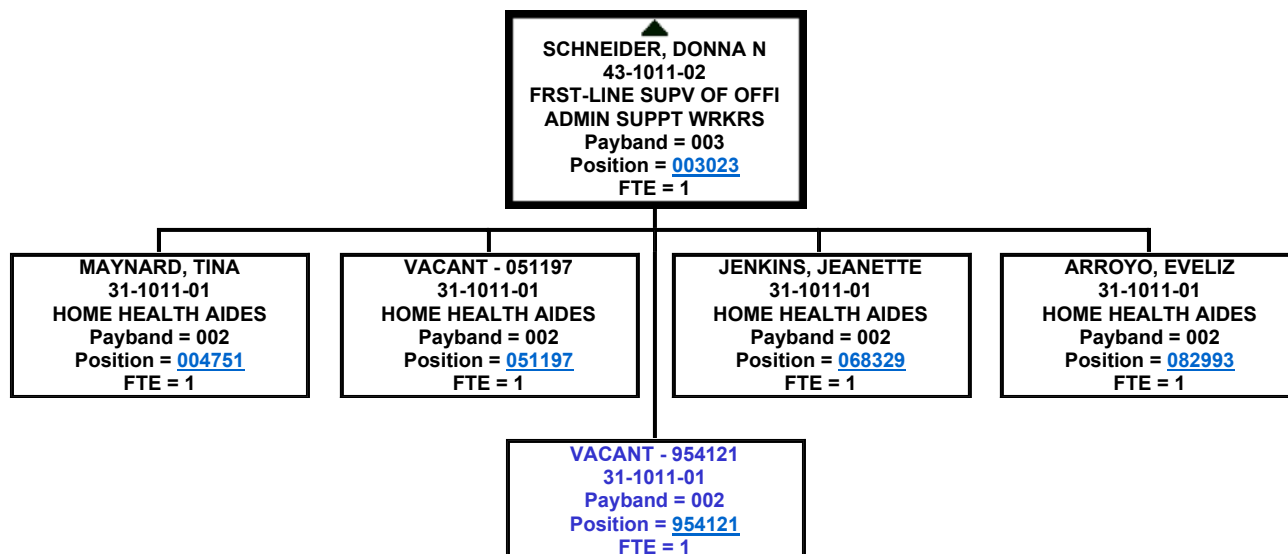 SCHNEIDER, DONNA N
43-1011-02
FRST-LINE SUPV OF OFFI
ADMIN SUPPT WRKRS
Payband = 003
Position = 003023
FTE = 1
MAYNARD, TINA
31-1011-01
HOME HEALTH AIDES
Payband = 002
Position = 004751
FTE = 1
VACANT - 051197
31-1011-01
HOME HEALTH AIDES
Payband = 002
Position = 051197
FTE = 1
JENKINS, JEANETTE
31-1011-01
HOME HEALTH AIDES
Payband = 002
Position = 068329
FTE = 1
ARROYO, EVELIZ
31-1011-01
HOME HEALTH AIDES
Payband = 002
Position = 082993
FTE = 1
VACANT - 954121
31-1011-01
Payband = 002
Position = 954121
FTE = 1